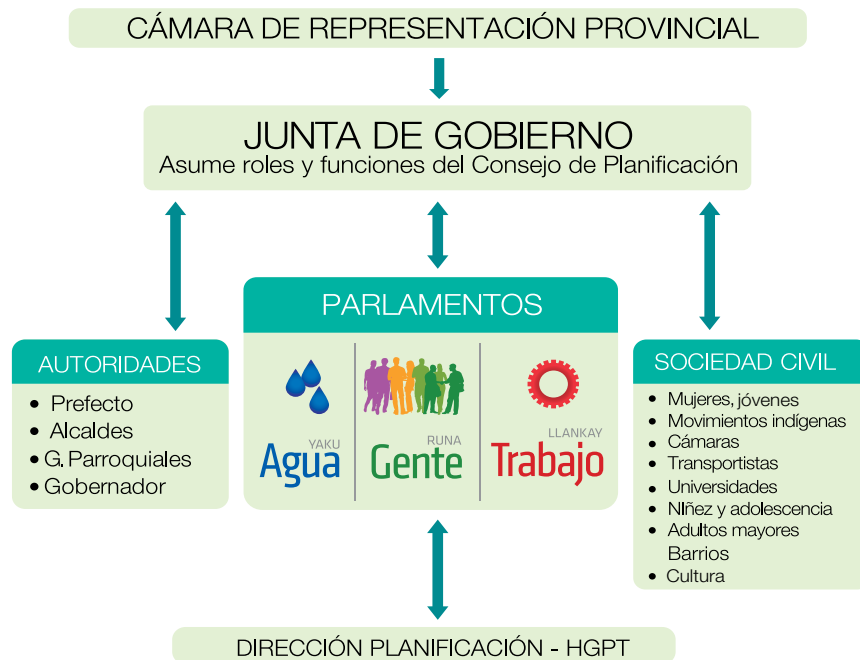 CÁMARA DE REPRESENTACIÓN PROVINCIAL
JUNTA DE GOBIERNO
Asume roles y funciones del Consejo de Planificación
AUTORIDADES
• Prefecto
• Alcaldes
• G. Parroquiales
• Gobernador
PARLAMENTOS
YAKU
Agua
RUNA
Gente
LLANKAY
Trabajo
SOCIEDAD CIVIL
• Mujeres, jóvenes
• Movimientos indígenas
• Cámaras
• Transportistas
• Universidades
• NIñez y adolescencia
• Adultos mayores
Barrios
• Cultura
DIRECCIÓN PLANIFICACIÓN - HGPT